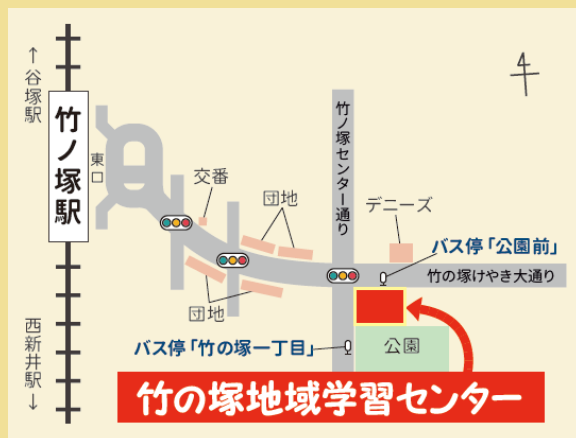 ↑谷塚駅
竹ノ塚駅
東口
西新井駅↓
交番
団地
団地
竹ノ塚センター通り
デニーズ
バス停「公園前」
竹の塚けやき大通り
バス停「竹の塚一丁目」
公園
竹の塚地域学習センター